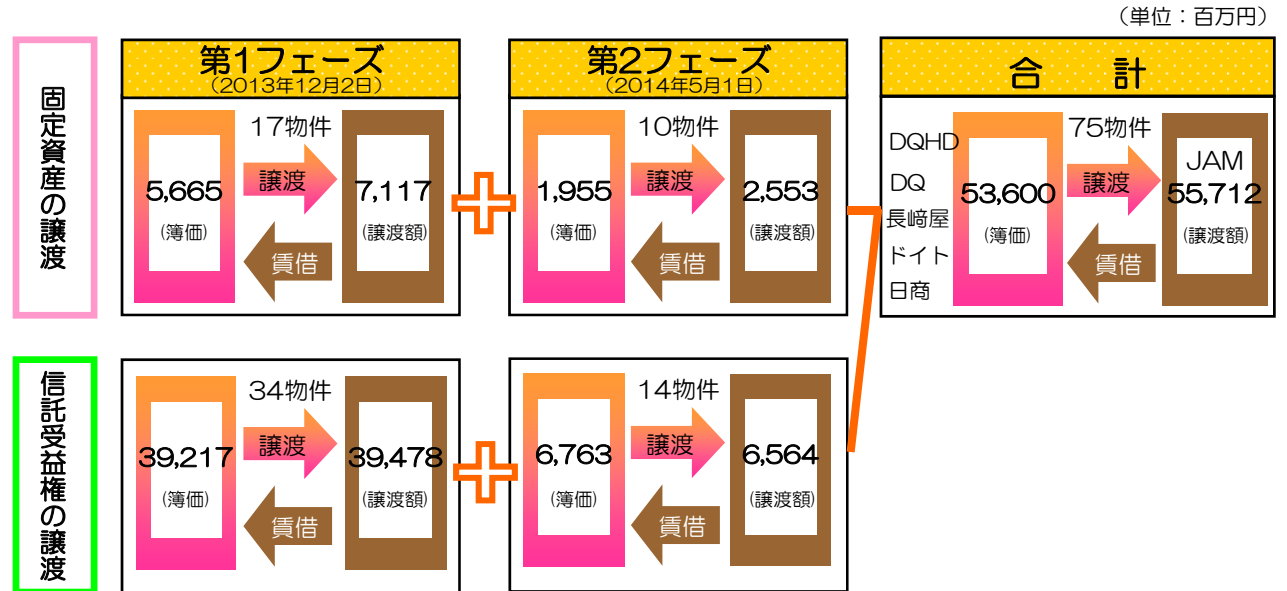 （単位：百万円）
固定資産の譲渡
第1フェーズ
（2013年12月2日）
17物件
5,665
（簿価）
譲渡
7,117
（譲渡額）
賃借
第2フェーズ
（2014年5月1日）
10物件
1,955
（簿価）
譲渡
2,553
（譲渡額）
賃借
合　計
DQHD
DQ
長﨑屋
ドイト
日商
75物件
53,600
（簿価）
譲渡
JAM
55,712
（譲渡額）
賃借
信託受益権の譲渡
34物件
39,217
（簿価）
譲渡
39,478
（譲渡額）
賃借
14物件
6,763
（簿価）
譲渡
6,564
（譲渡額）
賃借